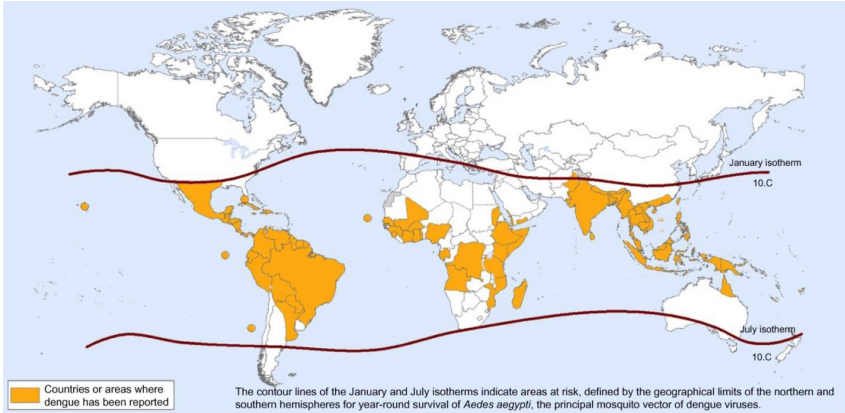 January isotherm
10.C
July isotherm
10.C
Countries or areas where
dengue has been reported
The contour lines of the January and July isotherms indicate areas at risk, defined by the geographical limits of the northern and
southern hemispheres for year-round survival of Aedes aegypti, the principal mosquito vector of dengue viruses.